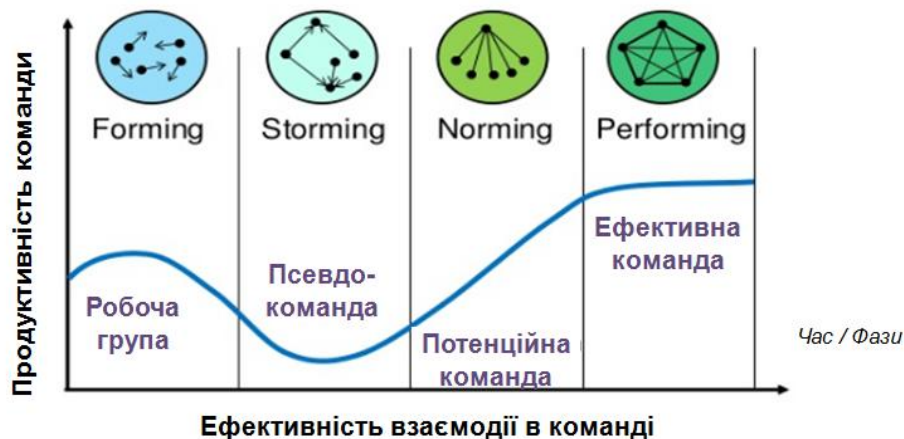 Продуктивність команди
Forming
Storming
Norming
Performing
Робоча
група
Псевдо-
команда
Потенційна
команда
Ефективна
команда
Час / Фази
Ефективність взаємодії в команді